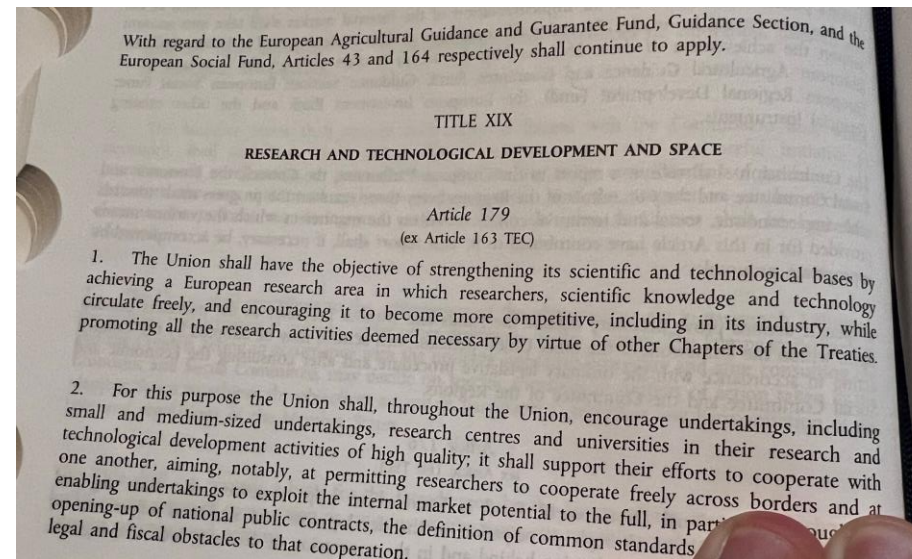 With regard to the European Agricultural Guidance and Guarantee Fund, Guidance Section, and the
European Social Fund, Articles 43 and 164 respectively shall continue to apply.
TITLE XIX
RESEARCH AND TECHNOLOGICAL DEVELOPMENT AND SPACE
Article 179
(ex Article 163 TEC)
1. The Union shall have the objective of strengthening its scientific and technological bases by
achieving a European research area in which researchers, scientific knowledge and technology
circulate freely, and encouraging it to become more competitive, including in its industry, while
promoting all the research activities deemed necessary by virtue of other Chapters of the Treaties.
2. For this purpose the Union shall, throughout the Union, encourage undertakings, including
small and medium-sized undertakings, research centres and universities in their research and
technological development activities of high quality; it shall support their efforts to cooperate with
one another, aiming, notably, at permitting researchers to cooperate freely across borders and at
enabling undertakings to exploit the internal market potential to the full, in
opening-up of national public contracts, the definition of common standards
legal and fiscal obstacles to that cooperation.